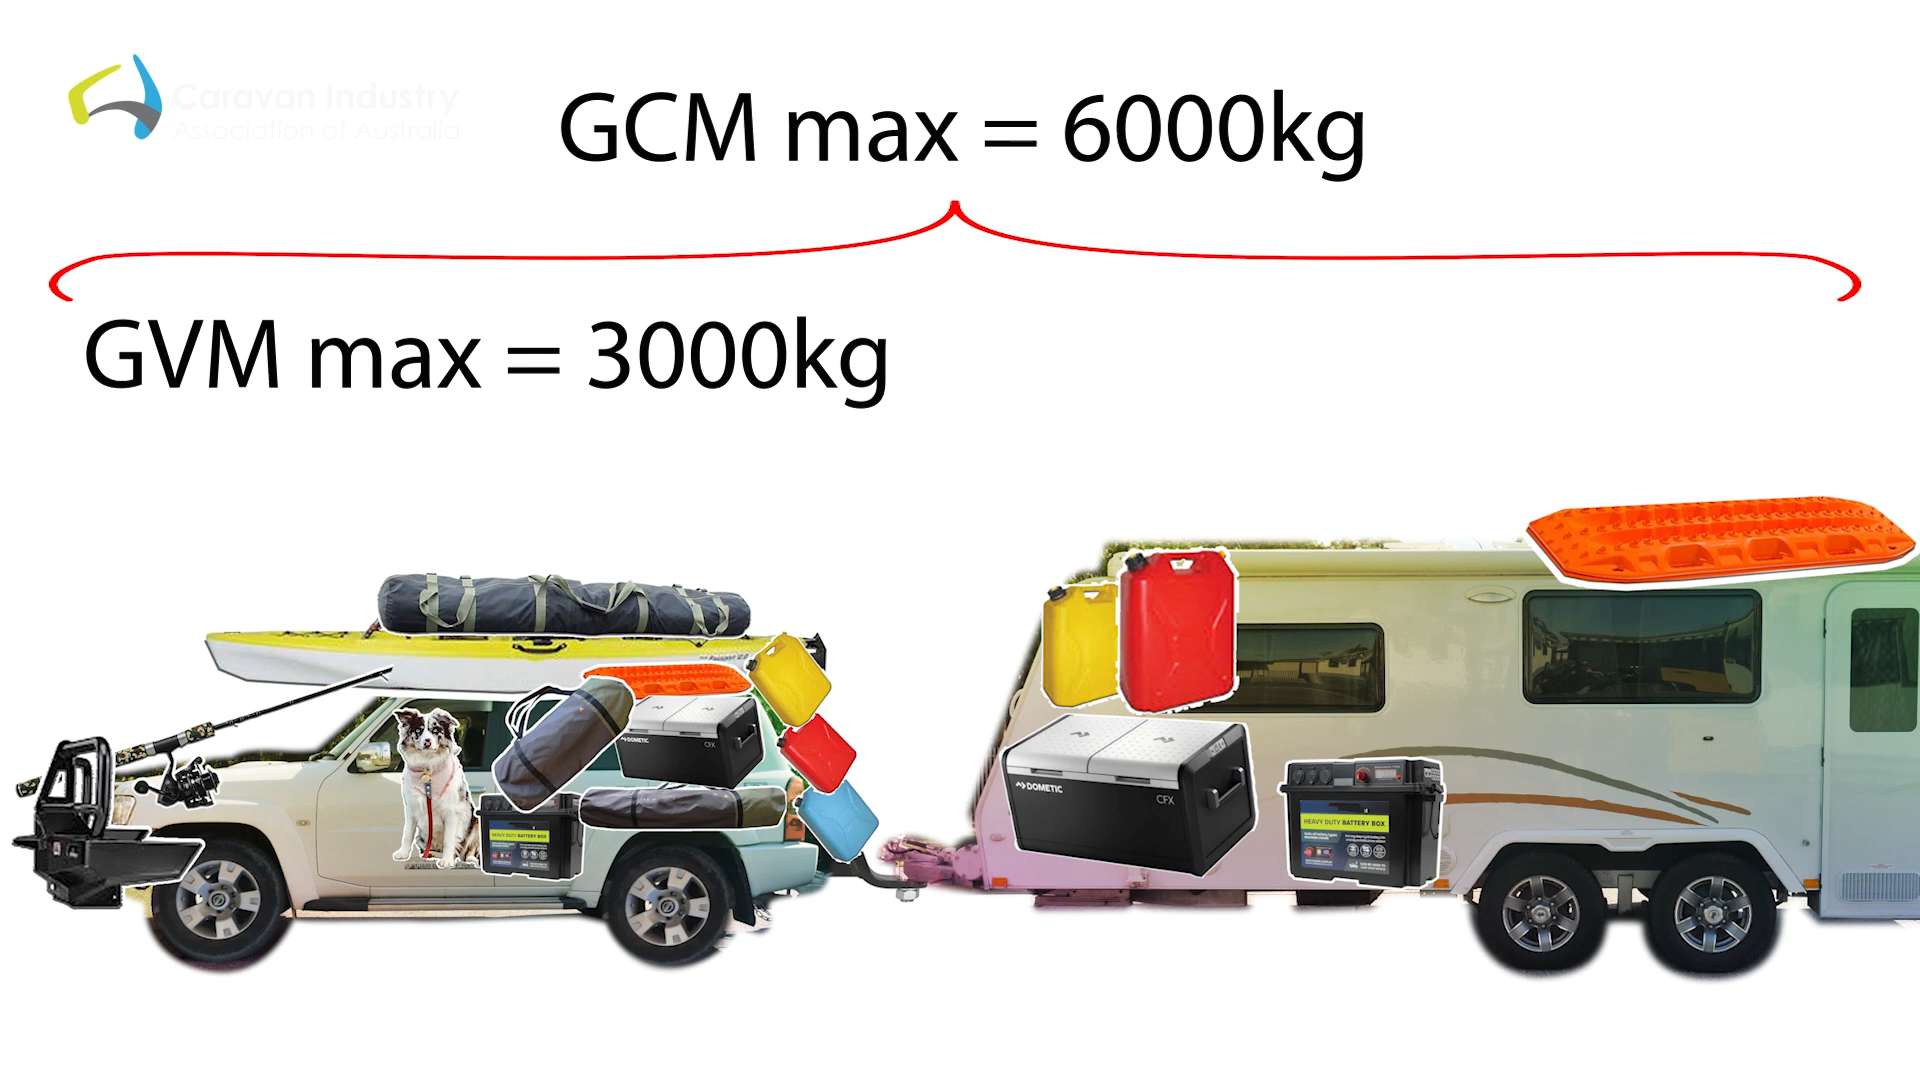 Caravan Industry
Association of Australia
GCM max = 6000kg
GVM max = 3000kg
DOMETIC
CFX
HEAVY DUTY BATTERY BOX
DOMETIC
CFX
HEAVY DUTY BATTERY BOX